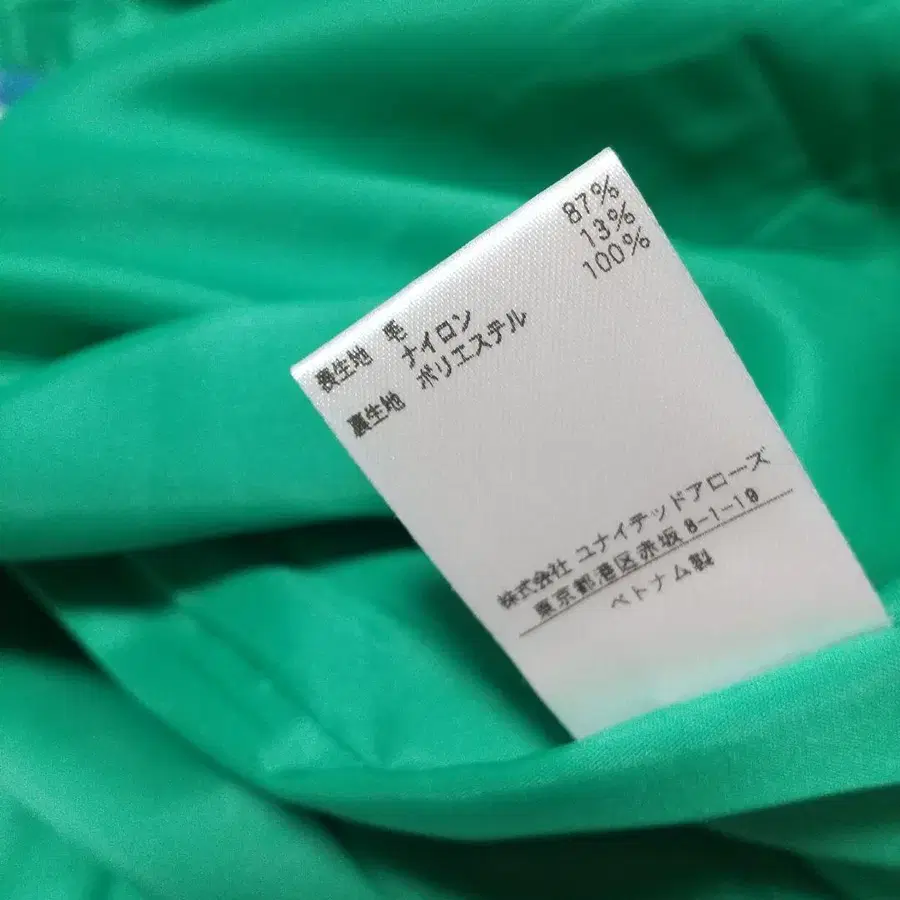 表生地 毛 87%
ナイロン 13%
裏生地 ポリエステル 100%
株式会社 ユナイテッドアローズ
東京都港区赤坂 8-1-19
ベトナム製